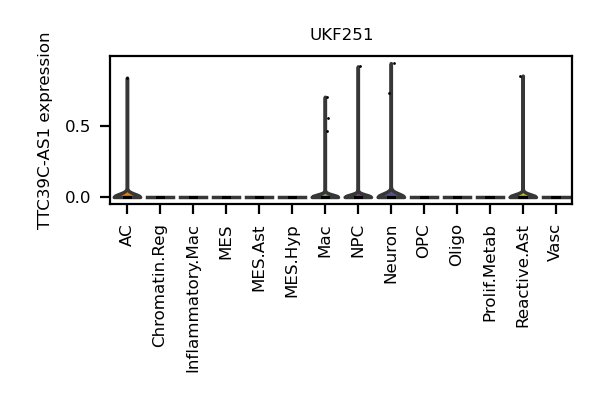 UKF251
TTC39C-AS1 expression
0.5
0.0
AC
Chromatin.Reg
Inflammatory.Mac
MES
MES.Ast
MES.Hyp
Mac
NPC
Neuron
OPC
Oligo
Prolif.Metab
Reactive.Ast
Vasc